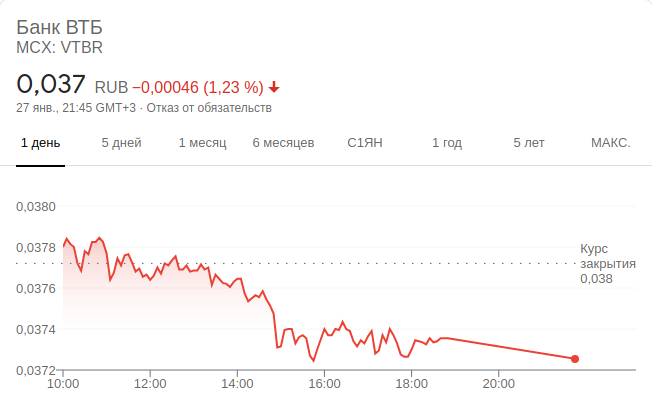 Банк ВТБ
MCX: VTBR
0,037 RUB −0,00046 (1,23 %)
27 янв., 21:45 GMT+3 · Отказ от обязательств
1 день 5 дней 1 месяц 6 месяцев С1ЯН 1 год 5 лет МАКС.
0,0380
0,0378
Курс
закрытия
0,038
0,0376
0,0374
0,0372
10:00 12:00 14:00 16:00 18:00 20:00